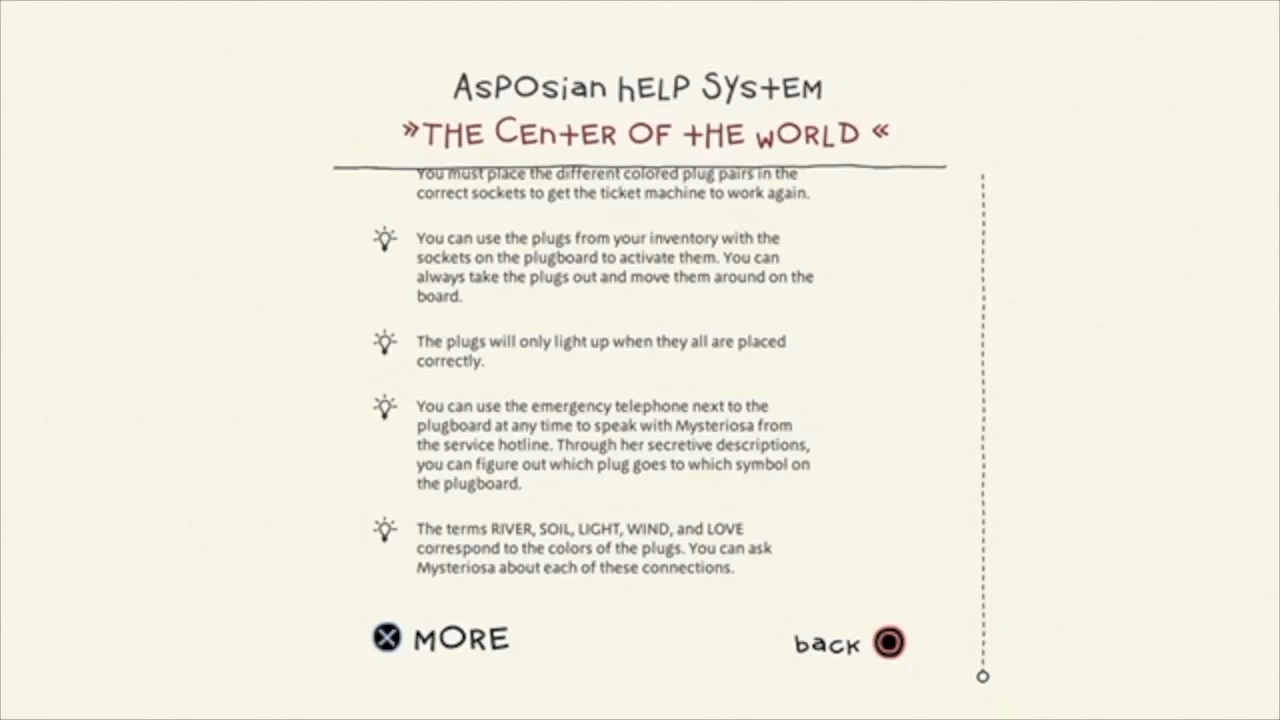 AsPOsian hELP SYstEM
»THE CEntER OF tHE wORLD «
You must place the different colored plug pairs in the
correct sockets to get the ticket machine to work again.
You can use the plugs from your inventory with the
sockets on the plugboard to activate them. You can
always take the plugs out and move them around on the
board.
The plugs will only light up when they all are placed
correctly.
You can use the emergency telephone next to the
plugboard at any time to speak with Mysteriosa from
the service hotline. Through her secretive descriptions,
you can figure out which plug goes to which symbol on
the plugboard.
The terms RIVER, SOIL, LIGHT, WIND, and LOVE
correspond to the colors of the plugs. You can ask
Mysteriosa about each of these connections.
MORE
back